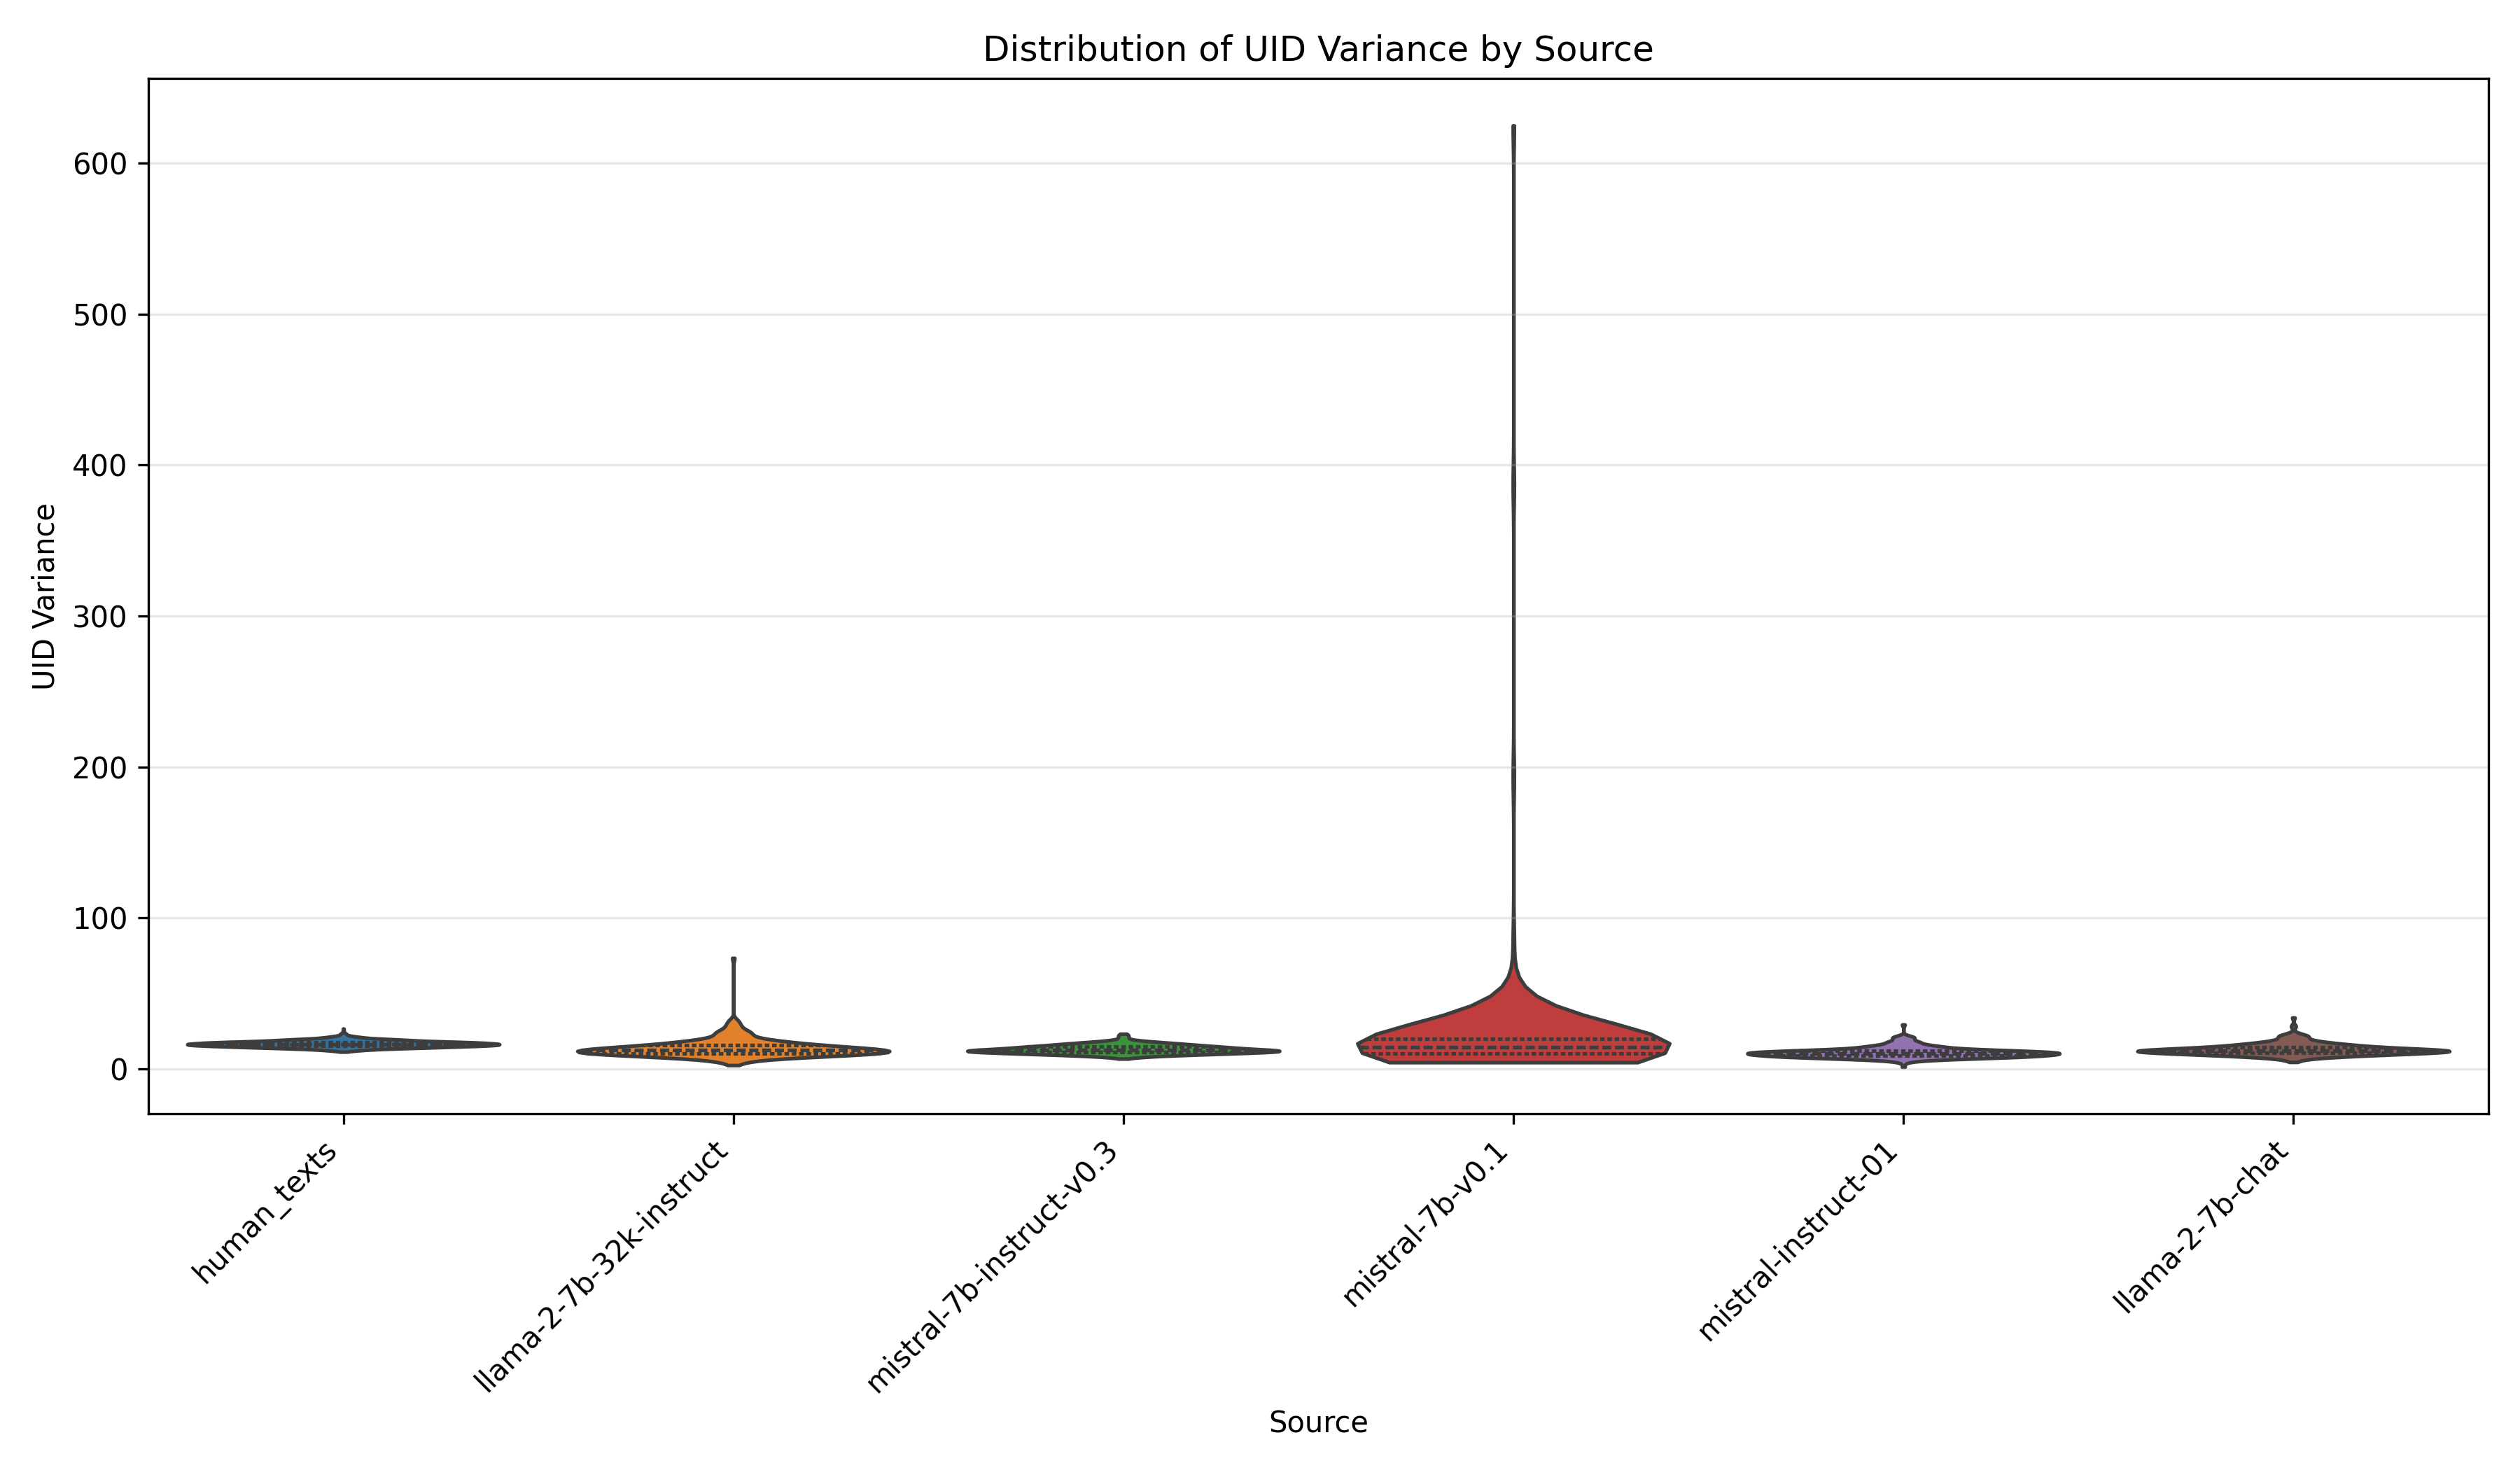 Distribution of UID Variance by Source
UID Variance
600
500
400
300
200
100
0
human_texts
llama-2-7b-32k-instruct
mistral-7b-instruct-v0.3
mistral-7b-v0.1
mistral-instruct-01
llama-2-7b-chat
Source